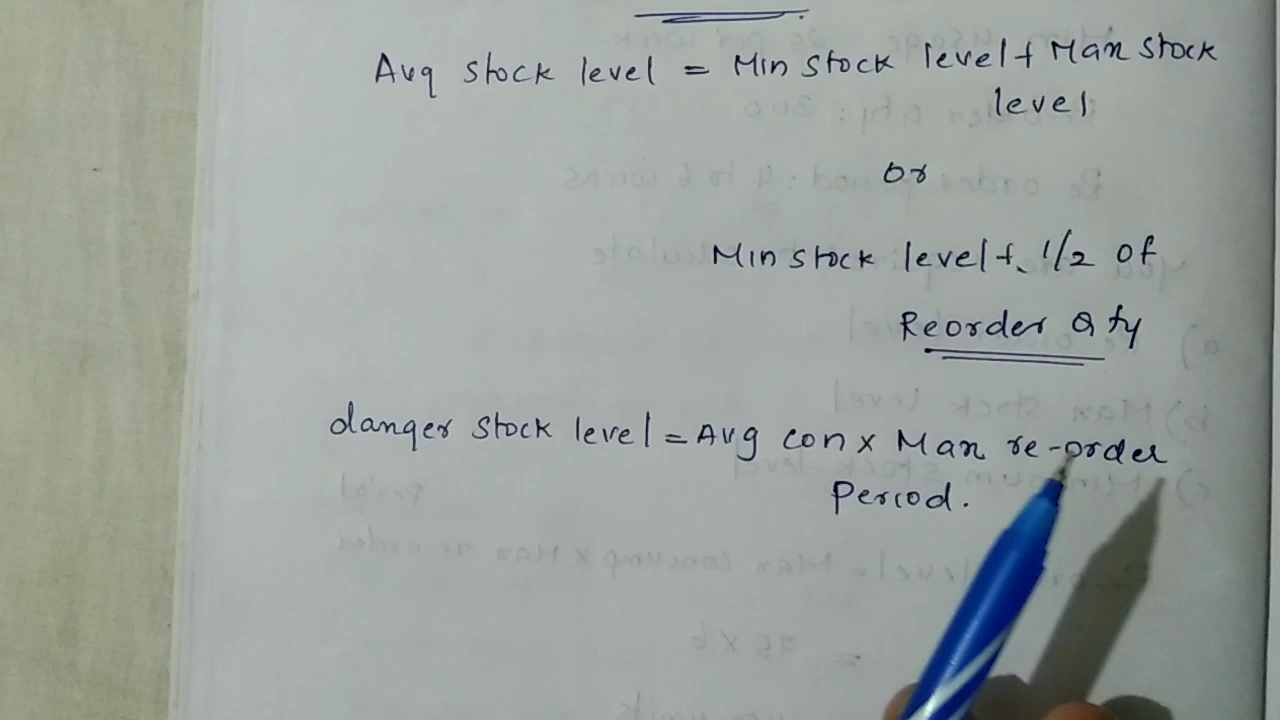 Avg stock level = Min stock level + Max stock
level
or
Min stock level + 1/2 of
Reorder Qty
danger stock level = Avg con x Max re-order
Period.